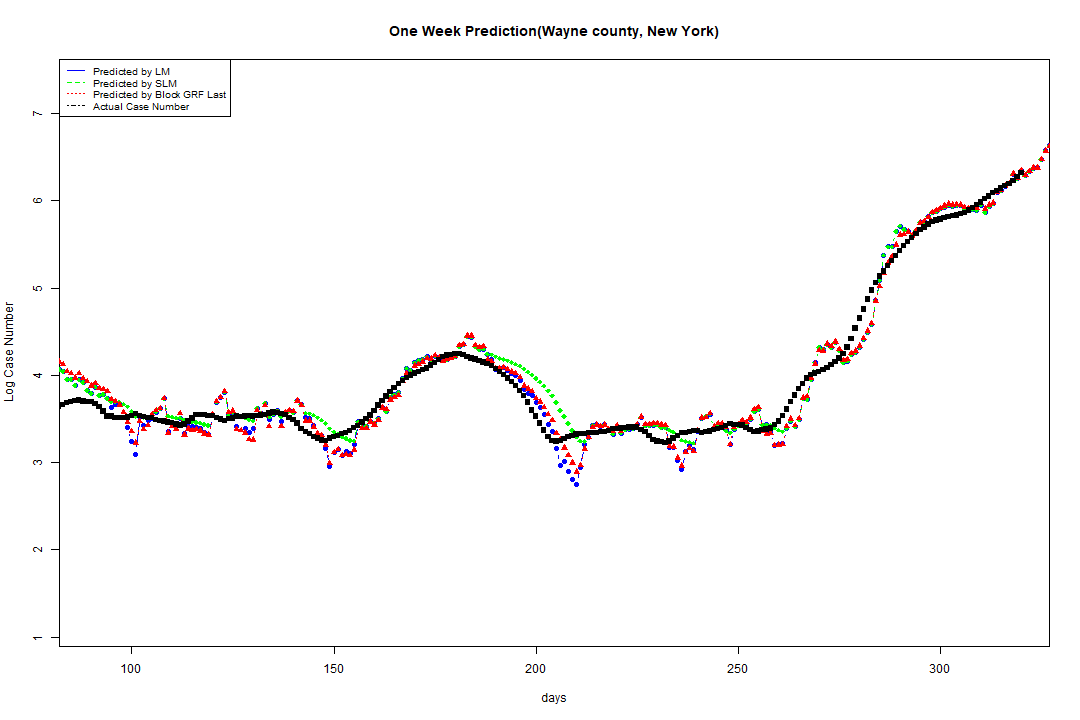 One Week Prediction(Wayne county, New York)
Predicted by LM
Predicted by SLM
Predicted by Block GRF Last
Actual Case Number
Log Case Number
7
6
5
4
3
2
1
100 150 200 250 300
days